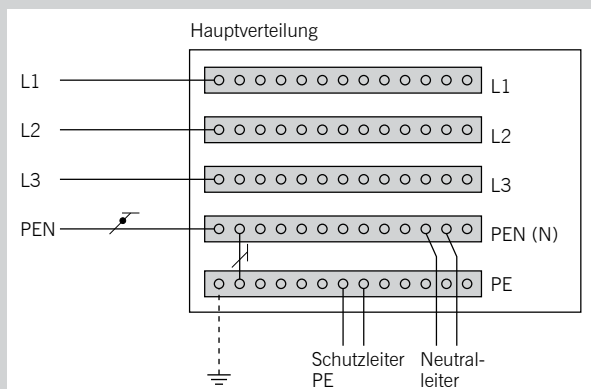 Hauptverteilung
L1
L1
L2
L2
L3
L3
PEN
PEN (N)
PE
Schutzleiter
PE
Neutral-
leiter